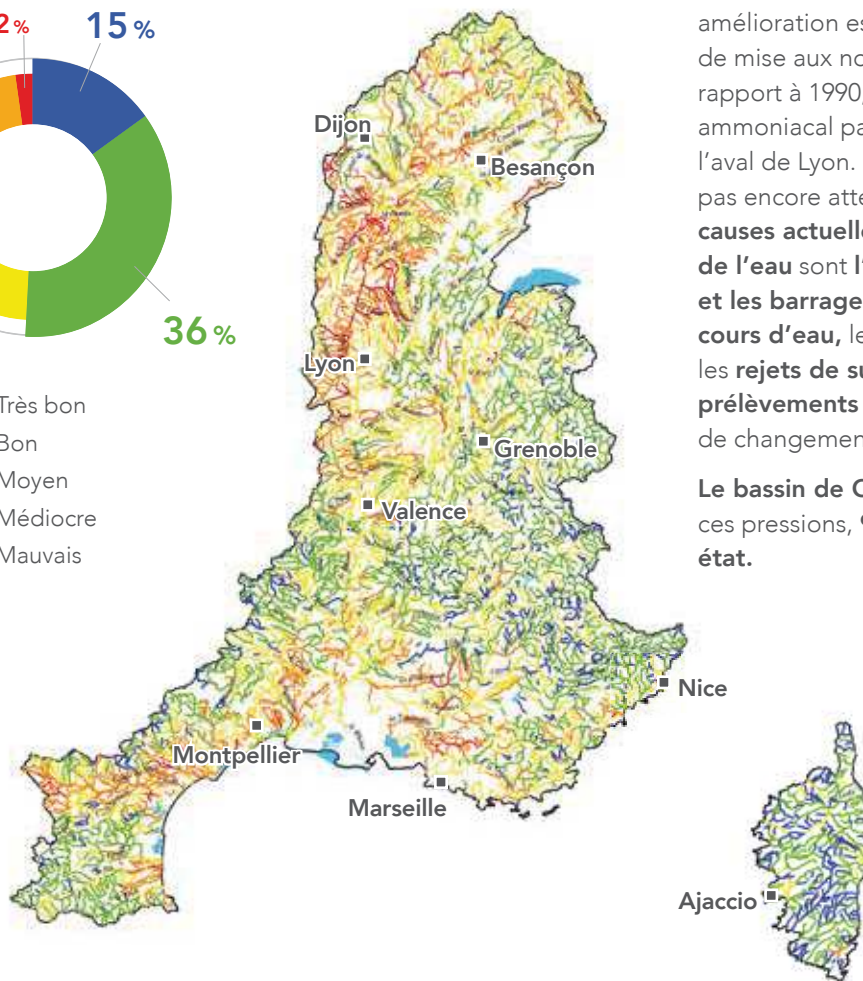 2 %
15 %
36 %
Très bon
Bon
Moyen
Médiocre
Mauvais
Dijon
Besançon
Lyon
Grenoble
Valence
Nice
Montpellier
Marseille
Ajaccio
amélioration es
de mise aux no
rapport à 1990,
ammoniacal pa
l'aval de Lyon.
pas encore atte
causes actuelle
de l'eau sont l'
et les barrage
cours d'eau, le
les rejets de su
prélèvements
de changemen
Le bassin de C
ces pressions,
état.